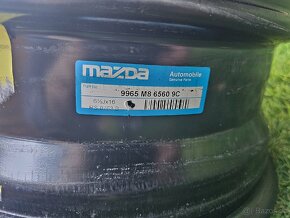 mazda
Automobile
Genuine Parts
9965 M8 6560 9C
6½Jx16